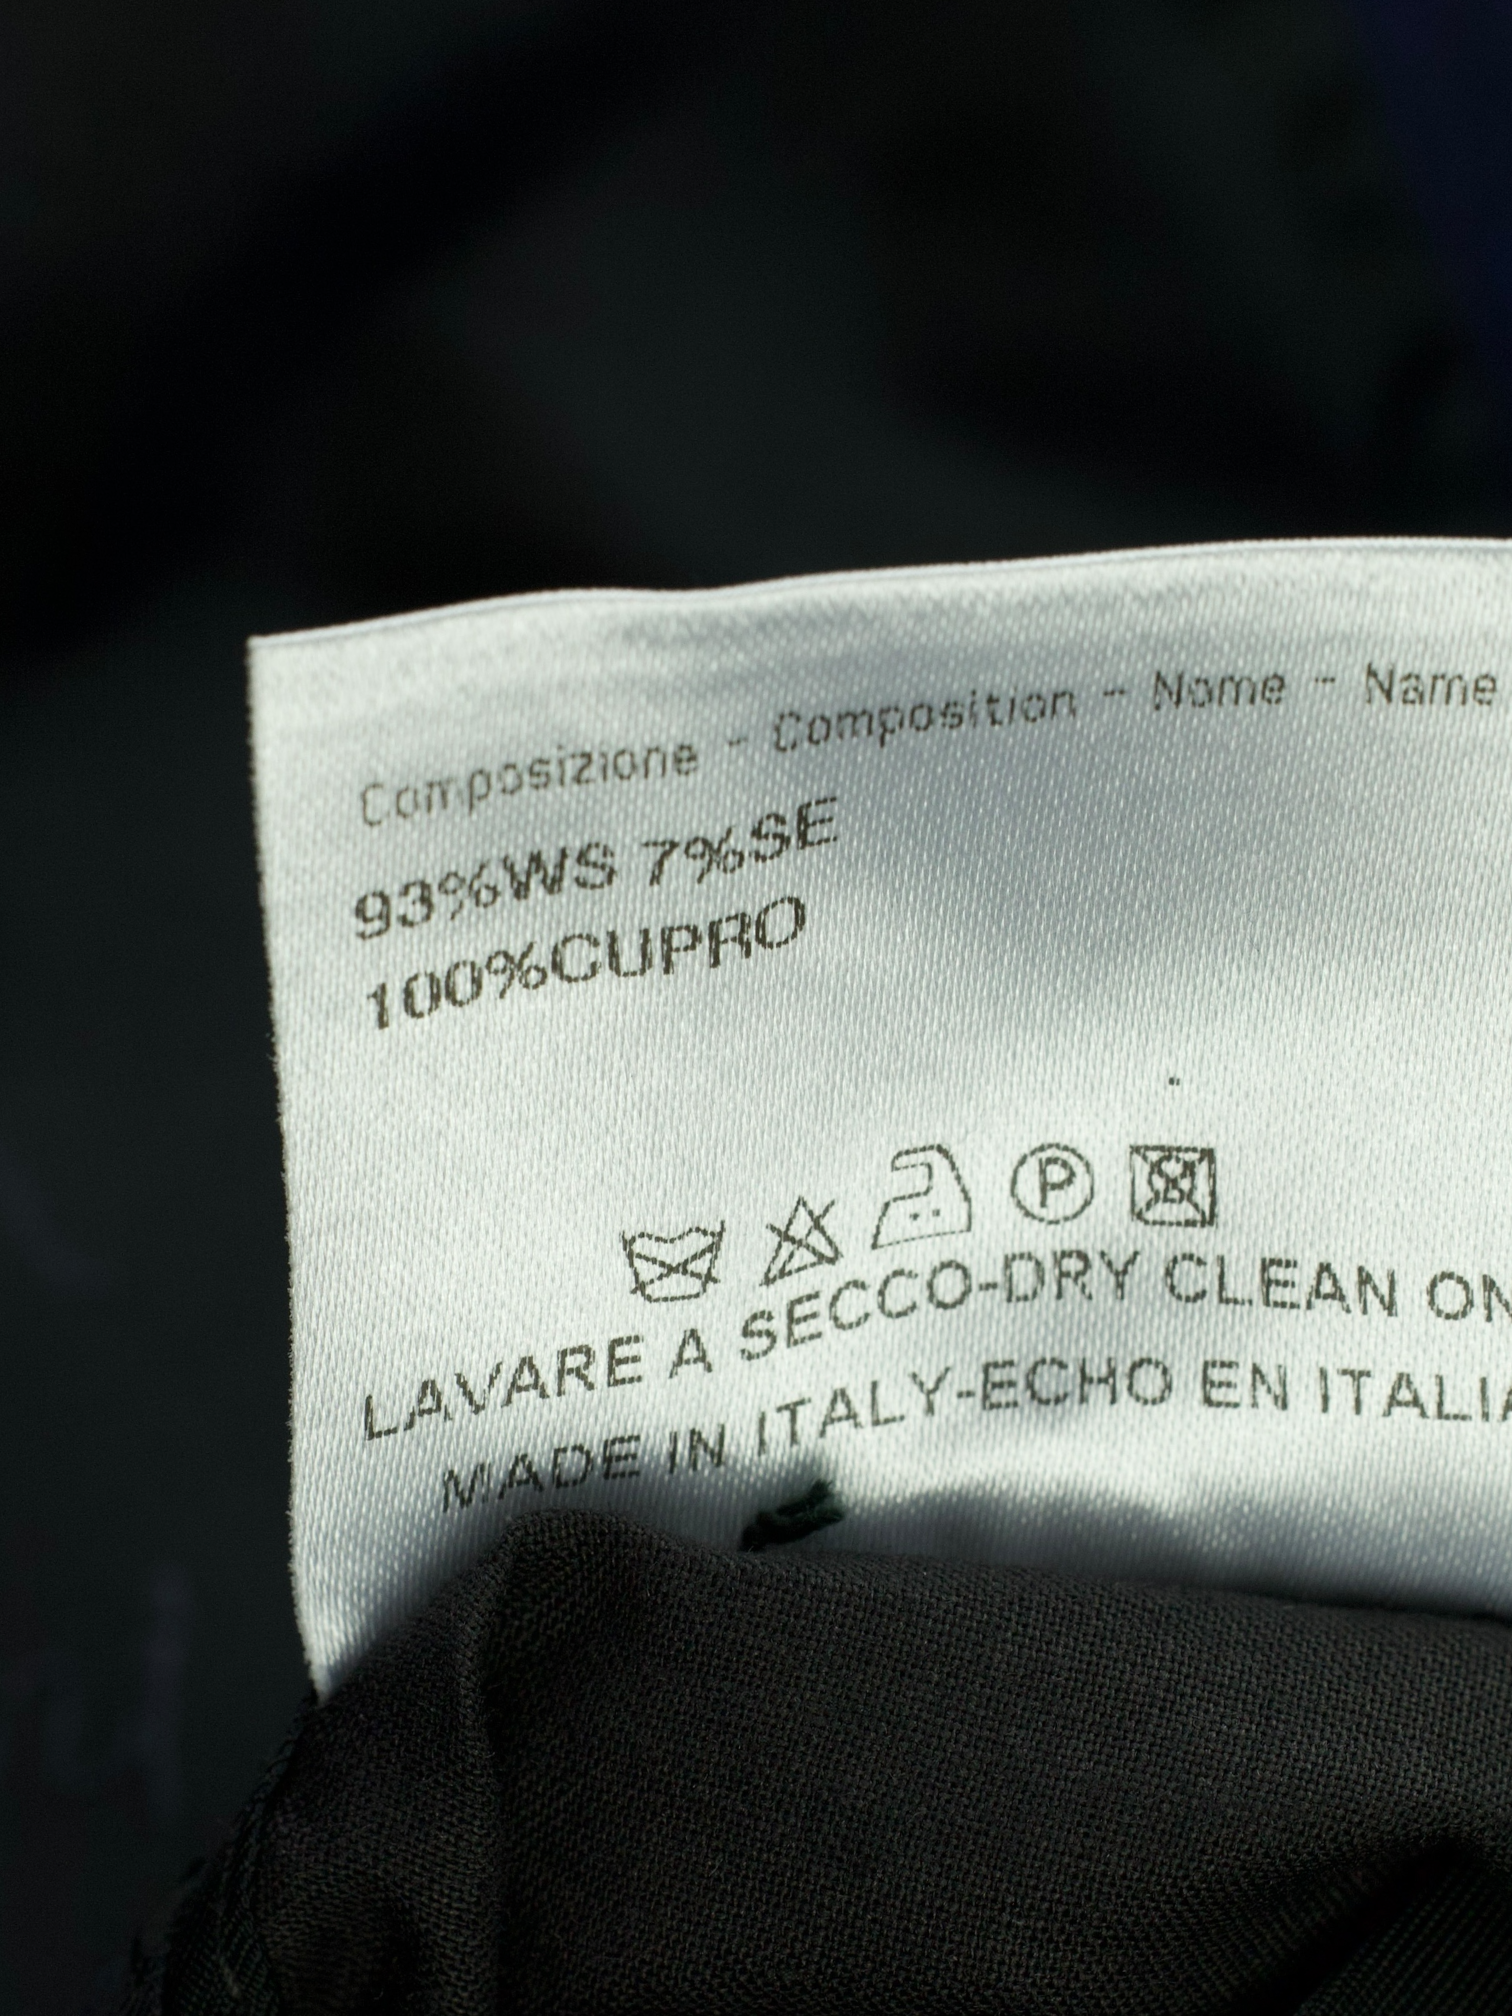 Composizione - Composition - Nome - Name
93%WS 7%SE
100%CUPRO
P
LAVARE A SECCO-DRY CLEAN ON
MADE IN ITALY-ECHO EN ITALIA